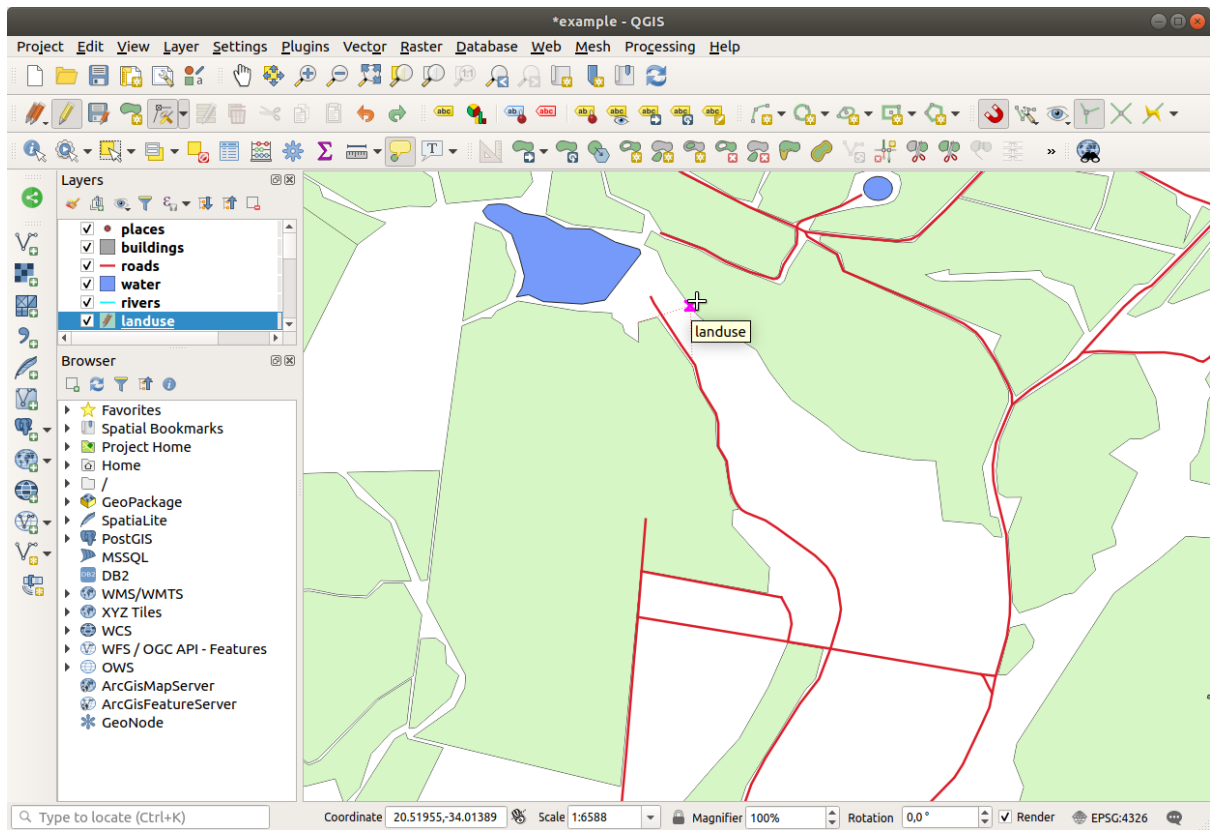 *example - QGIS
Project Edit View Layer Settings Plugins Vector Raster Database Web Mesh Processing Help
Layers
places
buildings
roads
water
rivers
landuse
Browser
Favorites
Spatial Bookmarks
Project Home
Home
/
GeoPackage
SpatiaLite
PostGIS
MSSQL
DB2
WMS/WMTS
XYZ Tiles
WCS
WFS / OGC API - Features
OWS
ArcGisMapServer
ArcGisFeatureServer
GeoNode
landuse
Type to locate (Ctrl+K) Coordinate 20.51955,-34.01389 Scale 1:6588 Magnifier 100% Rotation 0,0 ° Render EPSG:4326